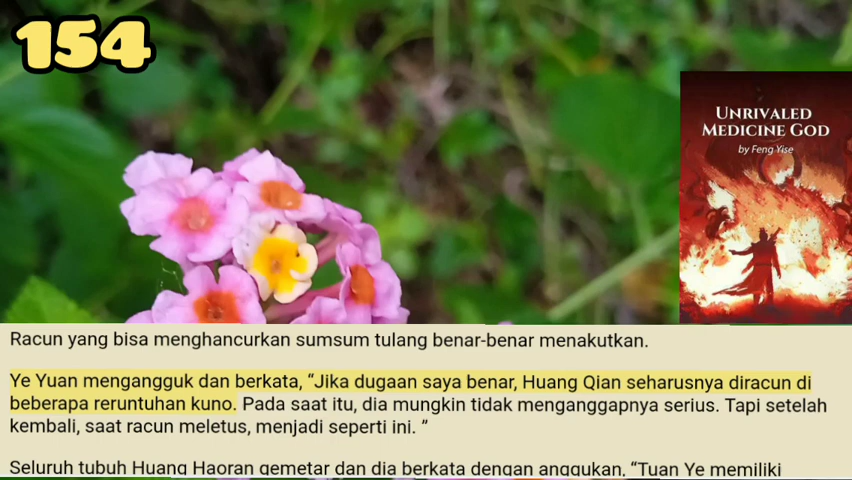 154
UNRIVALED
MEDICINE GOD
by Feng Yise
Racun yang bisa menghancurkan sumsum tulang benar-benar menakutkan.
Ye Yuan mengangguk dan berkata, “Jika dugaan saya benar, Huang Qian seharusnya diracun di
beberapa reruntuhan kuno. Pada saat itu, dia mungkin tidak menganggapnya serius. Tapi setelah
kembali, saat racun meletus, menjadi seperti ini. ”
Seluruh tubuh Huang Haoran gemetar dan dia berkata dengan anggukan, “Tuan Ye memiliki